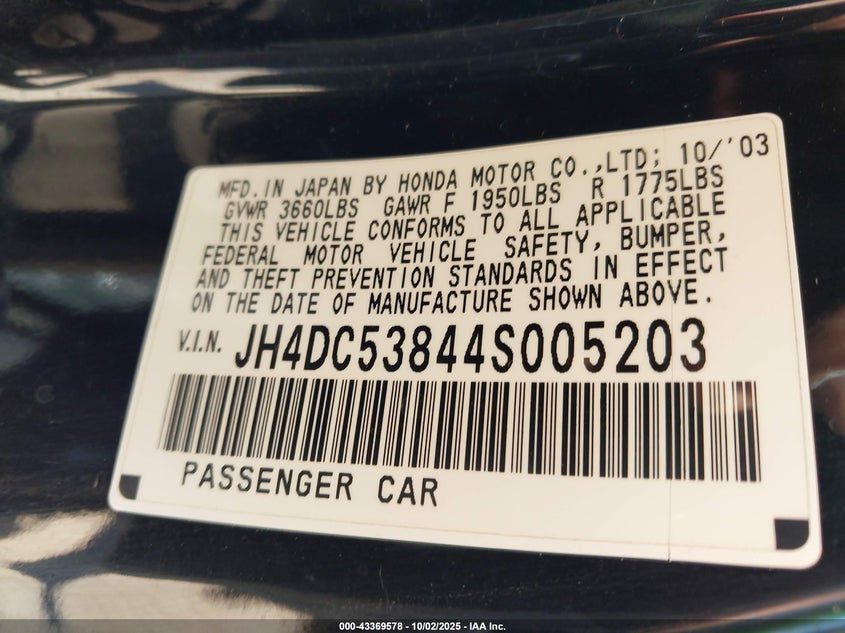 MFD. IN JAPAN BY HONDA MOTOR CO.,LTD; 10/'03
GVWR 3660LBS GAWR F 1950LBS R 1775LBS
THIS VEHICLE CONFORMS TO ALL APPLICABLE
FEDERAL MOTOR VEHICLE SAFETY, BUMPER,
AND THEFT PREVENTION STANDARDS IN EFFECT
ON THE DATE OF MANUFACTURE SHOWN ABOVE.
V.I.N. JH4DC53844S005203
PASSENGER CAR
000-43369578 - 10/02/2025 - IAA Inc.